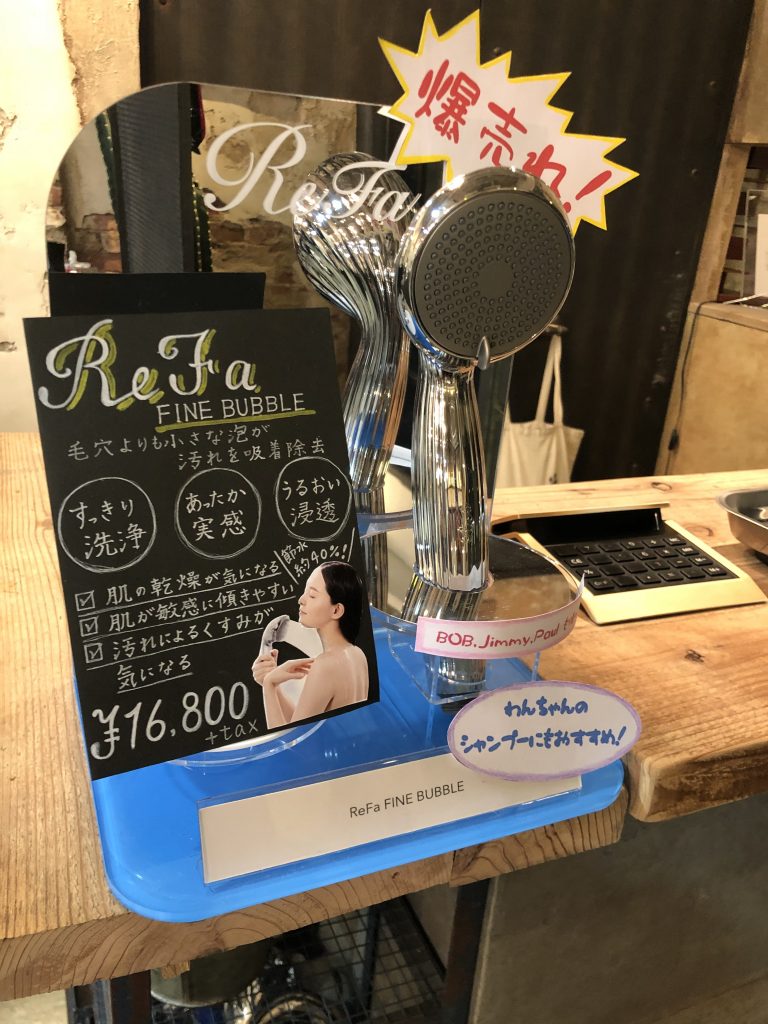 爆売れ!
ReFa
ReFa
FINE BUBBLE
毛穴よりも小さな泡が
汚れを吸着除去
すっきり
洗浄
あったか
実感
うるおい
浸透
節水
約40%!
肌の乾燥が気になる
肌が敏感に傾きやすい
汚れによるくすみが
気になる
¥16,800
+tax
BOB.Jimmy.Paul
わんちゃんの
シャンプーにもおすすめ!
ReFa FINE BUBBLE